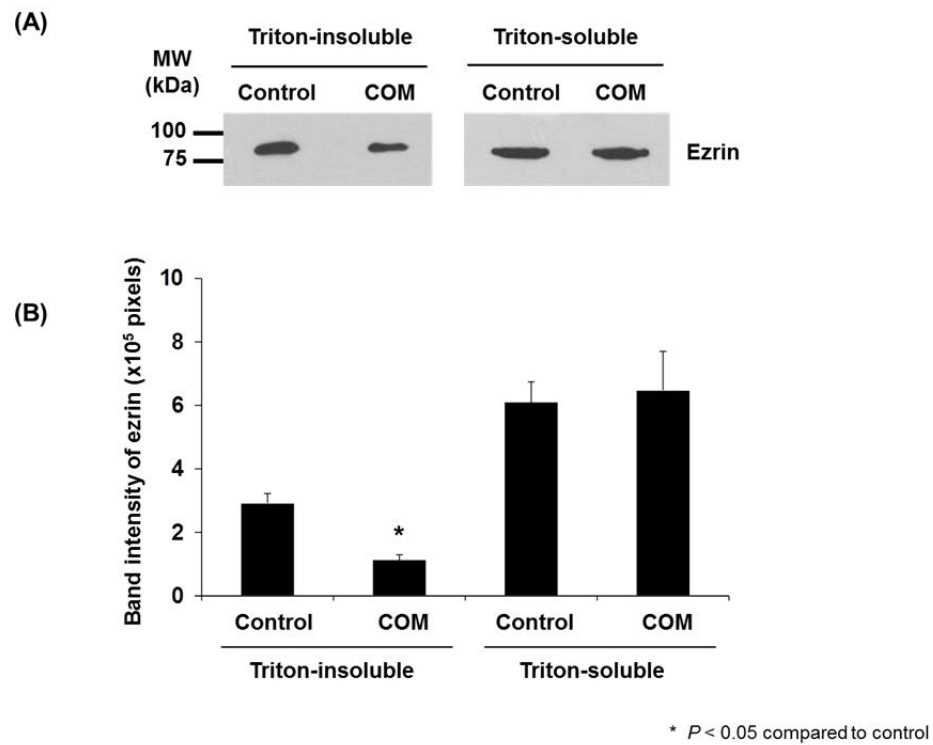 (A)
Triton-insoluble Triton-soluble
MW
(kDa)
Control COM Control COM
100
75
Ezrin
(B)
Band intensity of ezrin (x10⁵ pixels)
10
8
6
4
2
0
*
Control COM Control COM
Triton-insoluble Triton-soluble
* P < 0.05 compared to control